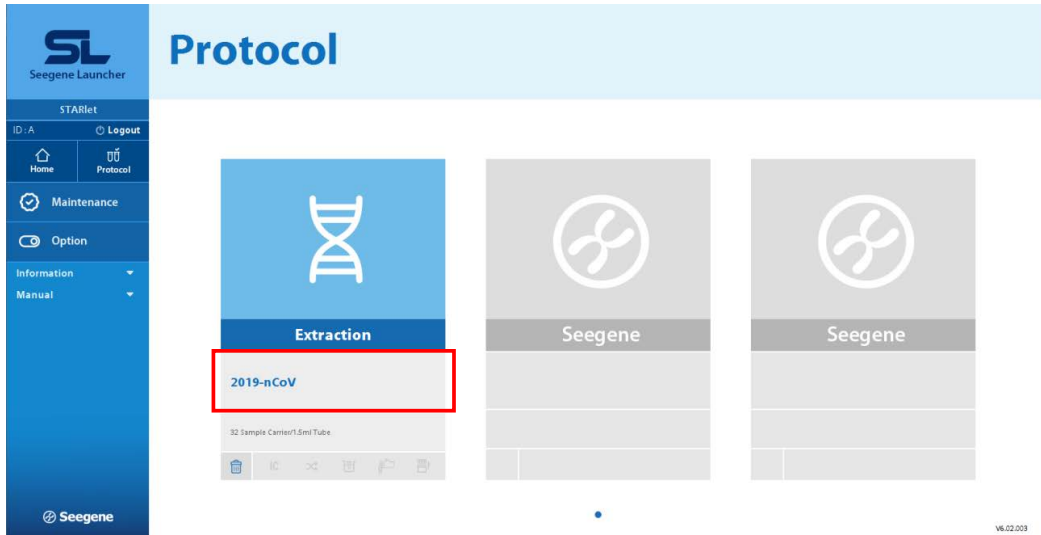 SL
Seegene Launcher
STARlet
ID : A
Logout
Home
Protocol
Maintenance
Option
Information
Manual
Seegene
Protocol
Extraction
2019-nCoV
32 Sample Carrier/1.5ml Tube
IC
Seegene
Seegene
V6.02.003